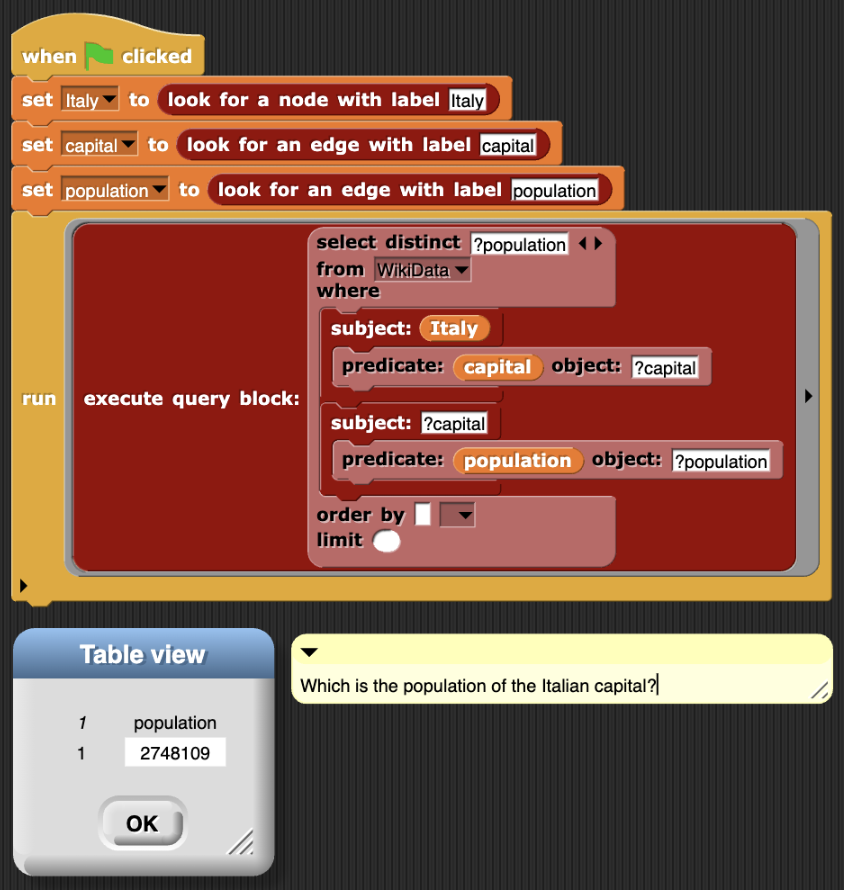 when clicked
set Italy to look for a node with label Italy
set capital to look for an edge with label capital
set population to look for an edge with label population
select distinct ?population
from WikiData
where
subject: Italy
predicate: capital object: ?capital
run execute query block:
subject: ?capital
predicate: population object: ?population
order by
limit
Table view
1 population
1 2748109
OK
Which is the population of the Italian capital?